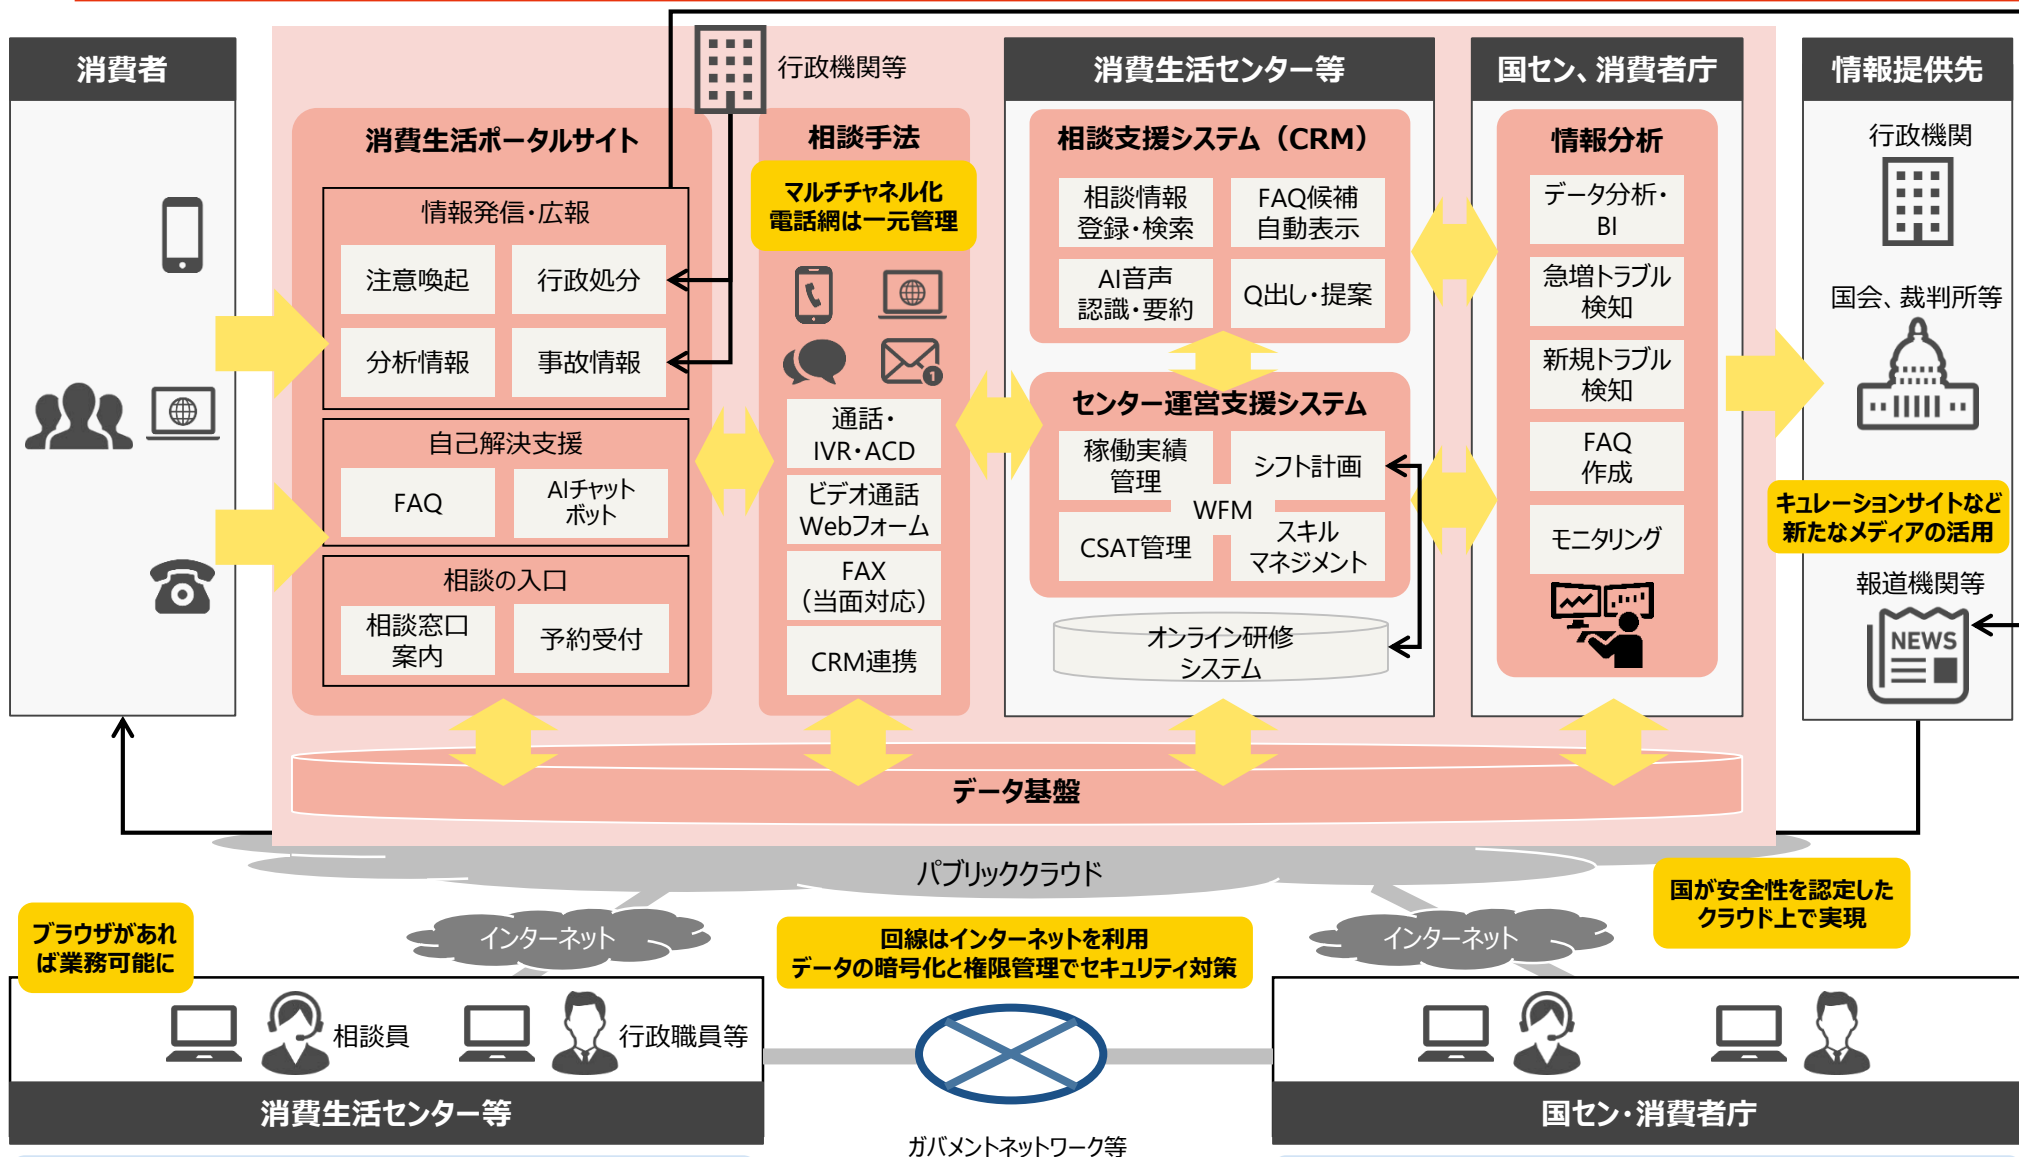 消費者
行政機関等
消費生活センター等
国セン、消費者庁
情報提供先
消費生活ポータルサイト
情報発信・広報
注意喚起
行政処分
分析情報
事故情報
自己解決支援
FAQ
AIチャット
ボット
相談の入口
相談窓口
案内
予約受付
相談手法
マルチチャネル化
電話網は一元管理
1
通話・
IVR・ACD
ビデオ通話
Webフォーム
FAX
（当面対応）
CRM連携
相談支援システム（CRM）
相談情報
登録・検索
FAQ候補
自動表示
AI音声
認識・要約
Q出し・提案
センター運営支援システム
稼働実績
管理
シフト計画
WFM
CSAT管理
スキル
マネジメント
オンライン研修
システム
情報分析
データ分析・
BI
急増トラブル
検知
新規トラブル
検知
FAQ
作成
モニタリング
行政機関
国会、裁判所等
キュレーションサイトなど
新たなメディアの活用
報道機関等
NEWS
データ基盤
パブリッククラウド
国が安全性を認定した
クラウド上で実現
インターネット
インターネット
ブラウザがあれ
ば業務可能に
回線はインターネットを利用
データの暗号化と権限管理でセキュリティ対策
相談員
行政職員等
消費生活センター等
ガバメントネットワーク等
国セン・消費者庁